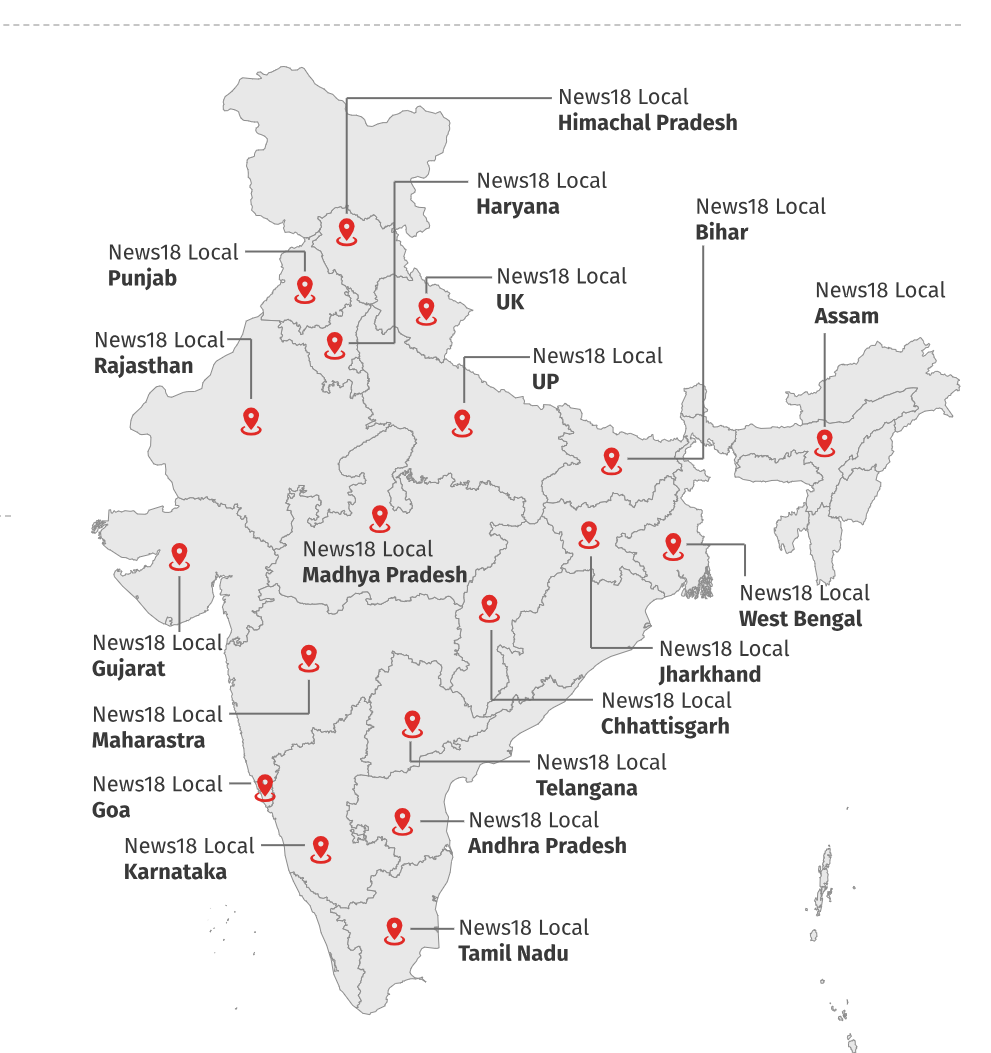 News18 Local
Himachal Pradesh
News18 Local
Haryana
News18 Local
Bihar
News18 Local
Punjab
News18 Local
UK
News18 Local
Assam
News18 Local
Rajasthan
News18 Local
UP
News18 Local
Madhya Pradesh
News18 Local
West Bengal
News18 Local
Gujarat
News18 Local
Jharkhand
News18 Local
Chhattisgarh
News18 Local
Maharastra
News18 Local
Telangana
News18 Local
Goa
News18 Local
Andhra Pradesh
News18 Local
Karnataka
News18 Local
Tamil Nadu